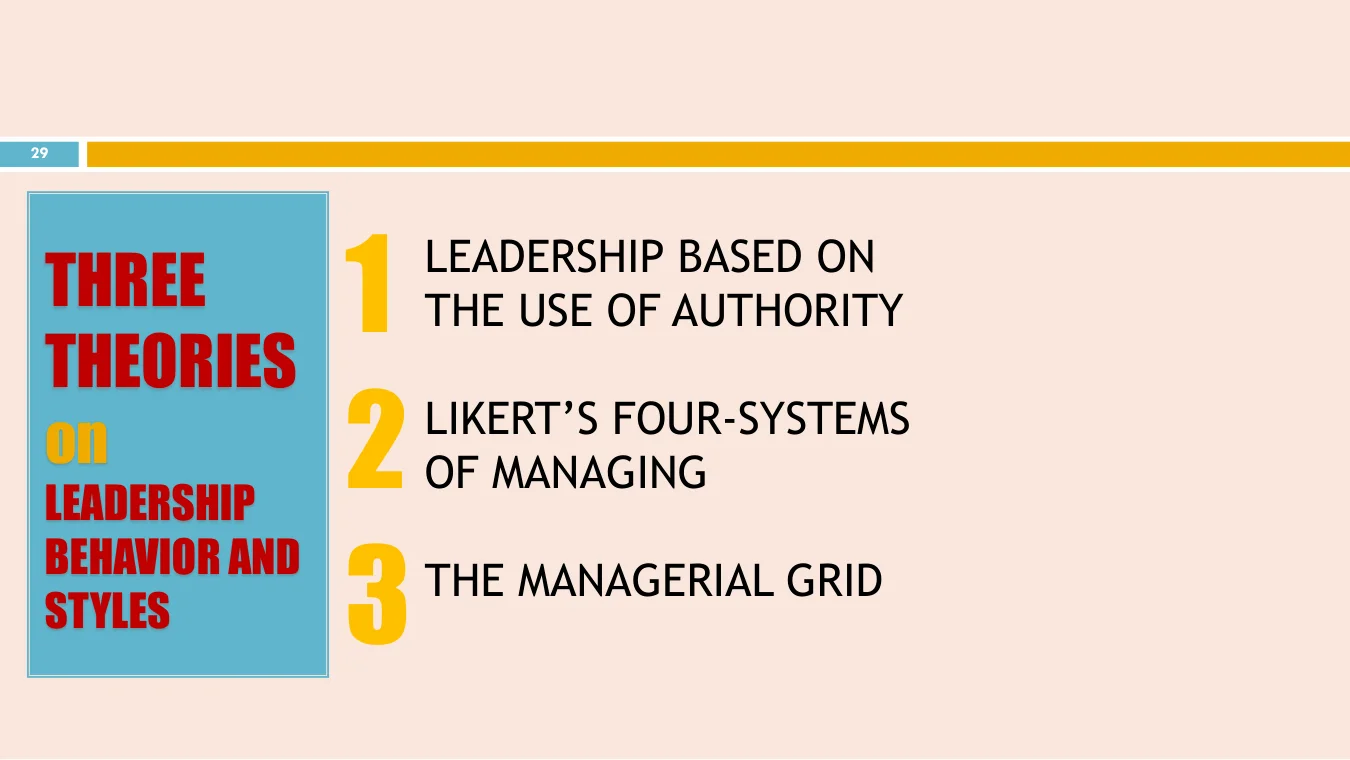 29
THREE
THEORIES
on
LEADERSHIP
BEHAVIOR AND
STYLES
1
LEADERSHIP BASED ON
THE USE OF AUTHORITY
2
LIKERT’S FOUR-SYSTEMS
OF MANAGING
3
THE MANAGERIAL GRID